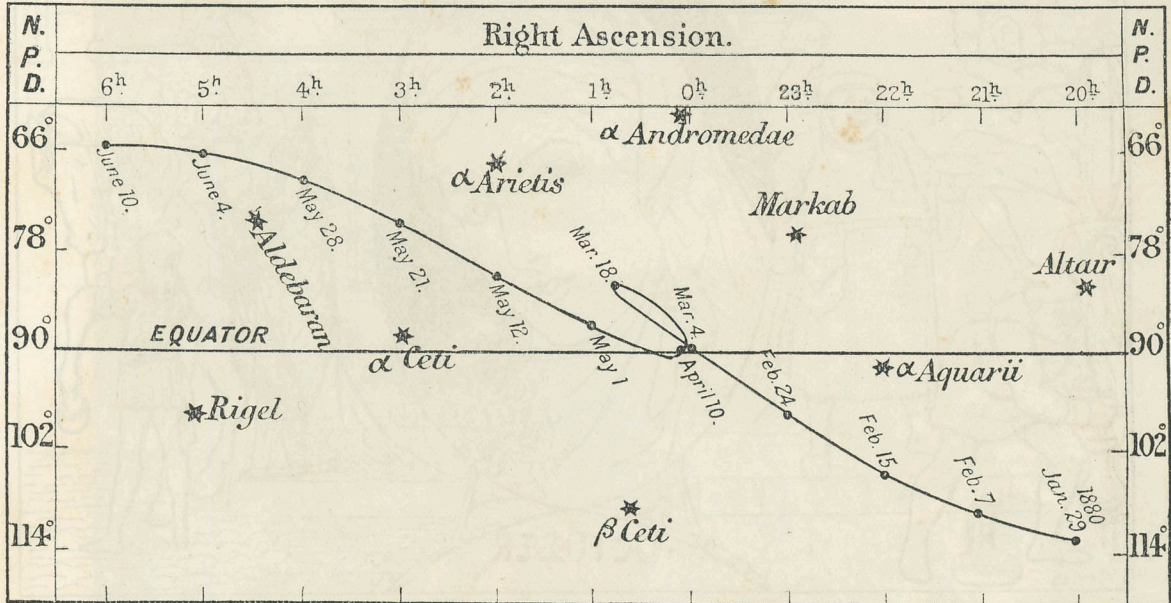 N. P. D.
Right Ascension.
N. P. D.
6h 5h 4h 3h 2h 1h 0h 23h 22h 21h 20h
66°
78°
90°
102°
114°
66°
78°
90°
102°
114°
α Andromedae
α Arietis
Markab
Altair
Aldebaran
EQUATOR
α Ceti
α Aquarii
Rigel
β Ceti
June 10.
June 4.
May 28.
May 21.
May 12.
May 1
Mar. 18.
Mar. 4.
April 10.
Feb. 24
Feb. 15
Feb. 7
1880
Jan. 29